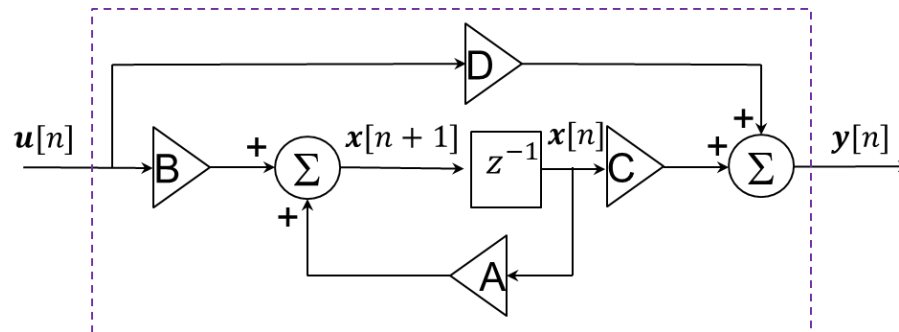 D
+
u[n]
B
+
Σ
x[n + 1]
z⁻¹
x[n]
C
+
Σ
y[n]
+
A